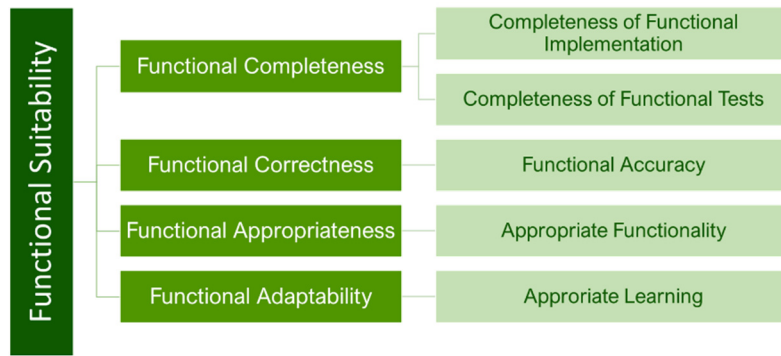 Functional Suitability
Functional Completeness
Completeness of Functional
Implementation
Completeness of Functional Tests
Functional Correctness
Functional Accuracy
Functional Appropriateness
Appropriate Functionality
Functional Adaptability
Approriate Learning